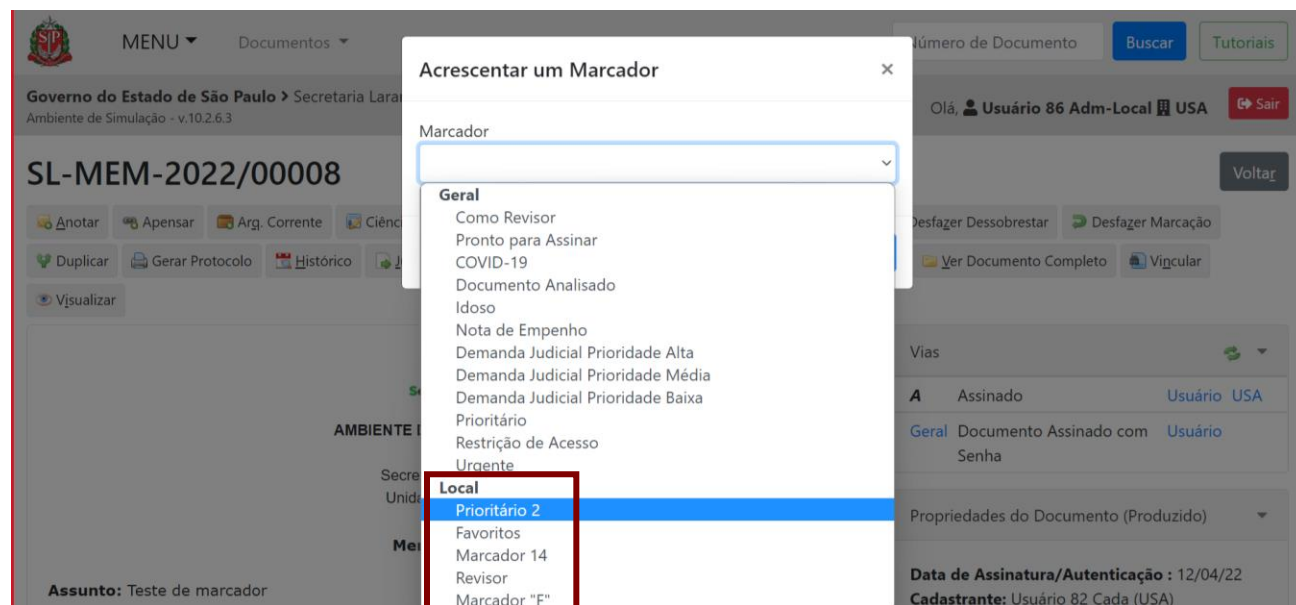 MENU Documentos
Número de Documento Buscar Tutoriais
Acrescentar um Marcador ×
Governo do Estado de São Paulo > Secretaria Laran
Ambiente de Simulação - v.10.2.6.3
Olá, Usuário 86 Adm-Local USA Sair
Marcador
SL-MEM-2022/00008
Voltar
Anotar Apensar Arq. Corrente Ciênci
Desfazer Dessobrestar Desfazer Marcação
Duplicar Gerar Protocolo Histórico
Ver Documento Completo Vincular
Visualizar
Geral
Como Revisor
Pronto para Assinar
COVID-19
Documento Analisado
Idoso
Nota de Empenho
Demanda Judicial Prioridade Alta
Demanda Judicial Prioridade Média
Demanda Judicial Prioridade Baixa
Prioritário
Restrição de Acesso
Urgente
Local
Prioritário 2
Favoritos
Marcador 14
Revisor
Marcador "F"
AMBIENTE
Secre
Unida
Assunto: Teste de marcador
Vias
A Assinado Usuário USA
Geral Documento Assinado com Usuário
Senha
Propriedades do Documento (Produzido)
Data de Assinatura/Autenticação : 12/04/22
Cadastrante: Usuário 82 Cada (USA)